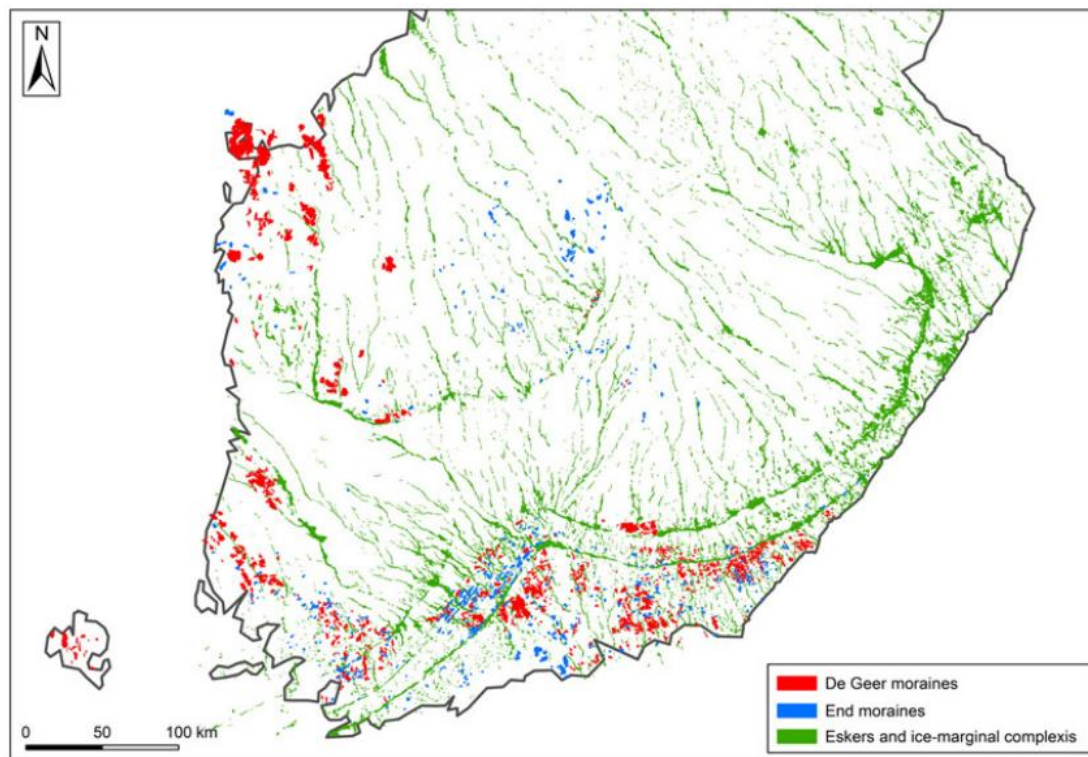 N
De Geer moraines
End moraines
Eskers and ice-marginal complexis
0 50 100 km